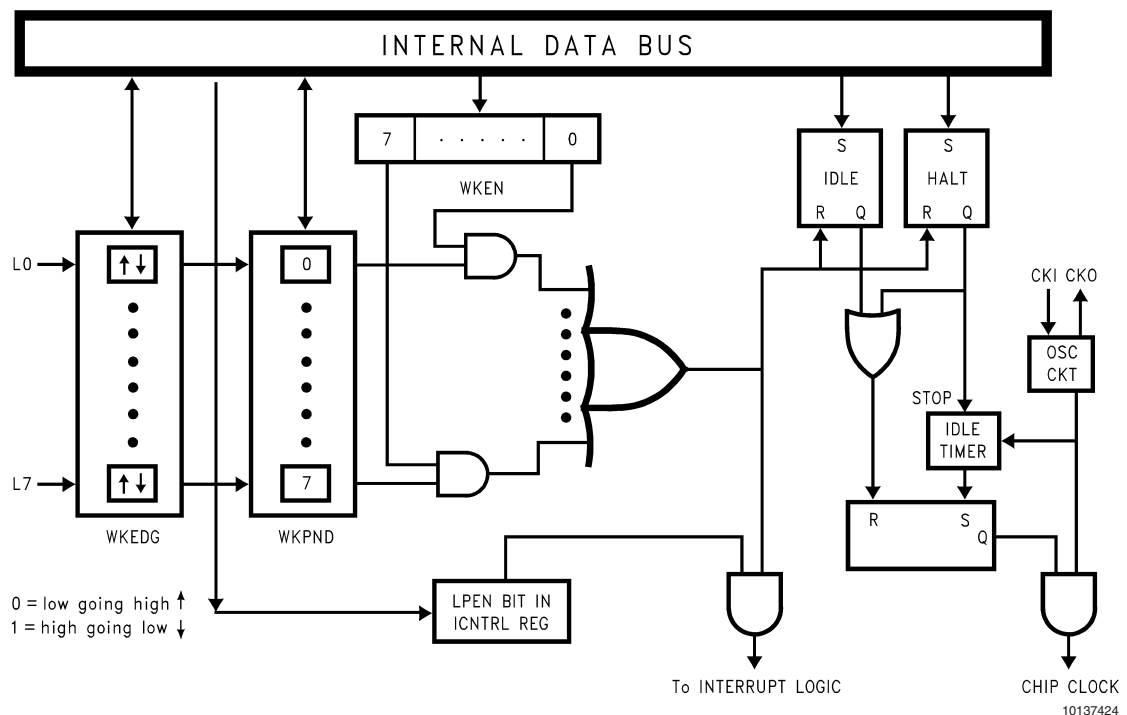 INTERNAL DATA BUS
7 . . . . . 0
WKEN
S
IDLE
R Q
S
HALT
R Q
L0
↑↓
0
CKI CKO
OSC
CKT
STOP
IDLE
TIMER
L7
↑↓
7
WKEDG
WKPND
R S
Q
0 = low going high ↑
1 = high going low ↓
LPEN BIT IN
ICNTRL REG
To INTERRUPT LOGIC
CHIP CLOCK
10137424